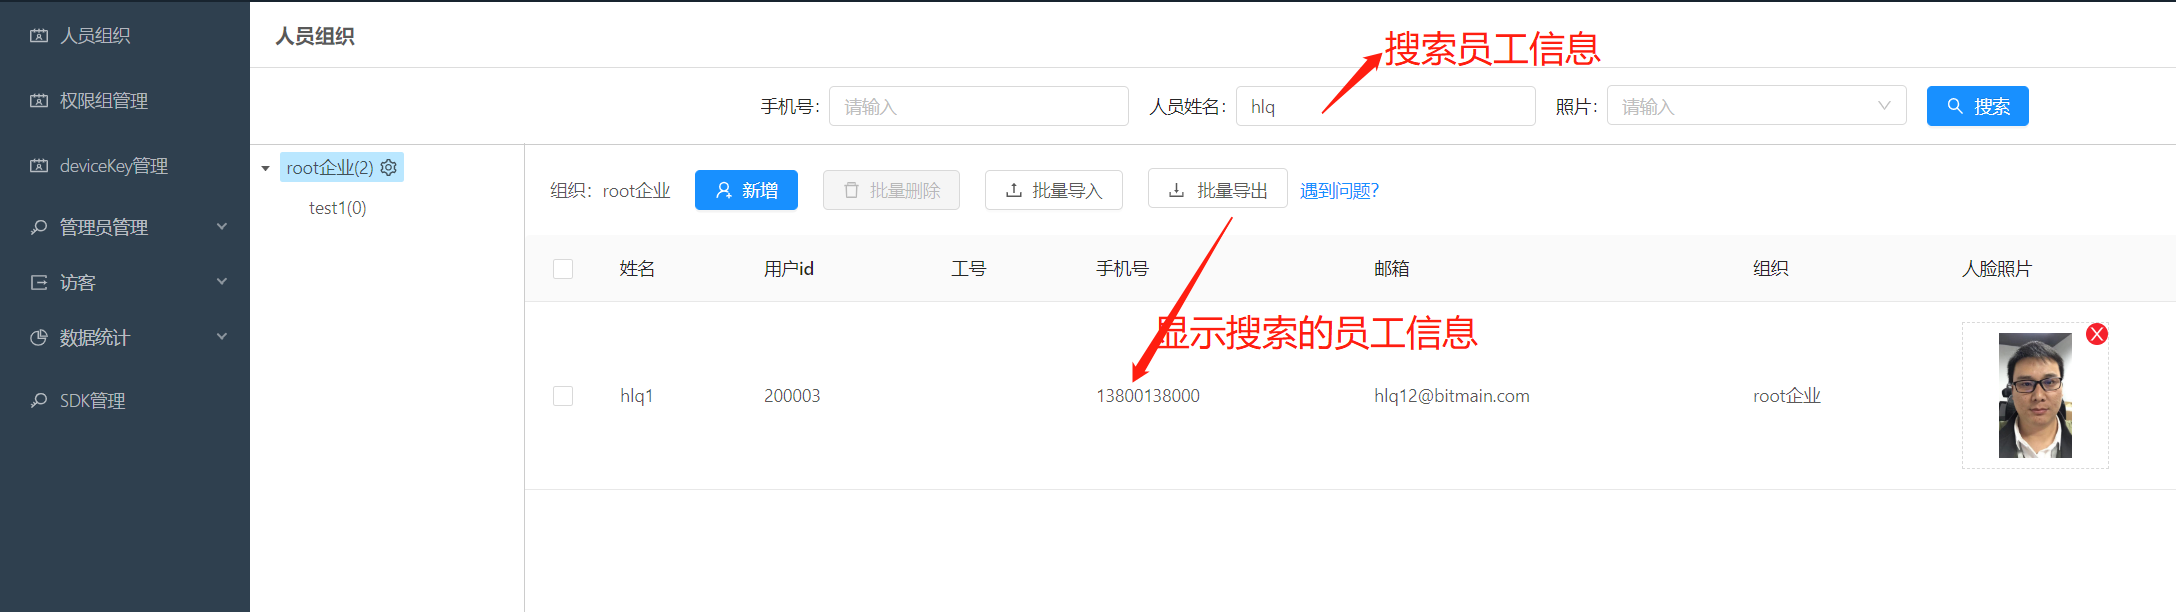 人员组织
权限组管理
deviceKey管理
管理员管理
访客
数据统计
SDK管理
人员组织
搜索员工信息
手机号: 请输入 人员姓名: hlq 照片: 请输入 搜索
root企业(2)
test1(0)
组织: root企业 新增 批量删除 批量导入 批量导出 遇到问题?
姓名 用户id 工号 手机号 邮箱 组织 人脸照片
显示搜索的员工信息
hlq1 200003 13800138000 hlq12@bitmain.com root企业